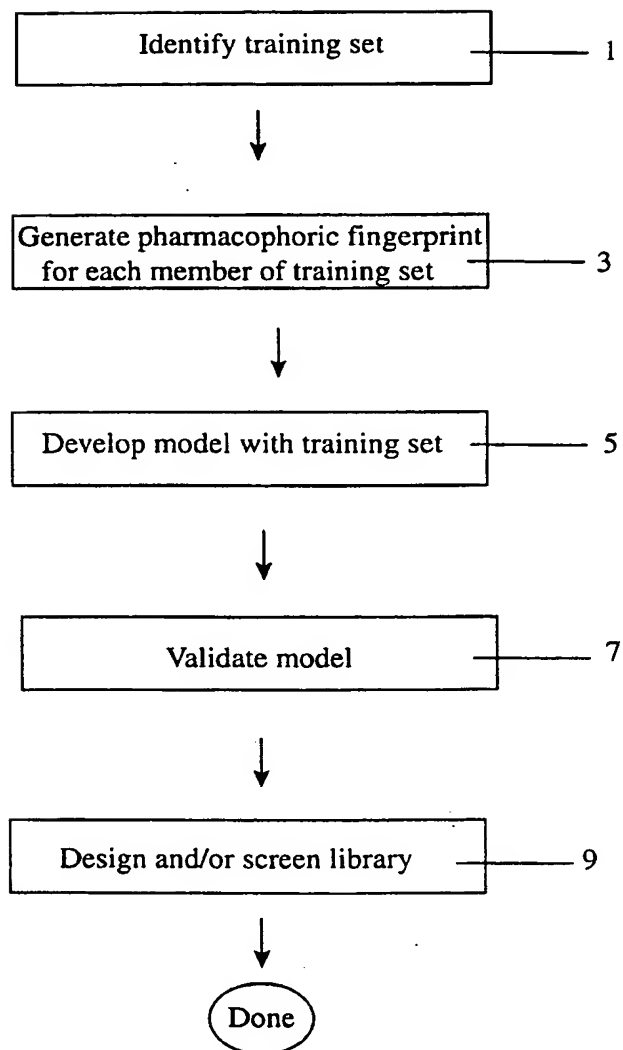 Identify training set
1
Generate pharmacophoric fingerprint
for each member of training set
3
Develop model with training set
5
Validate model
7
Design and/or screen library
9
Done